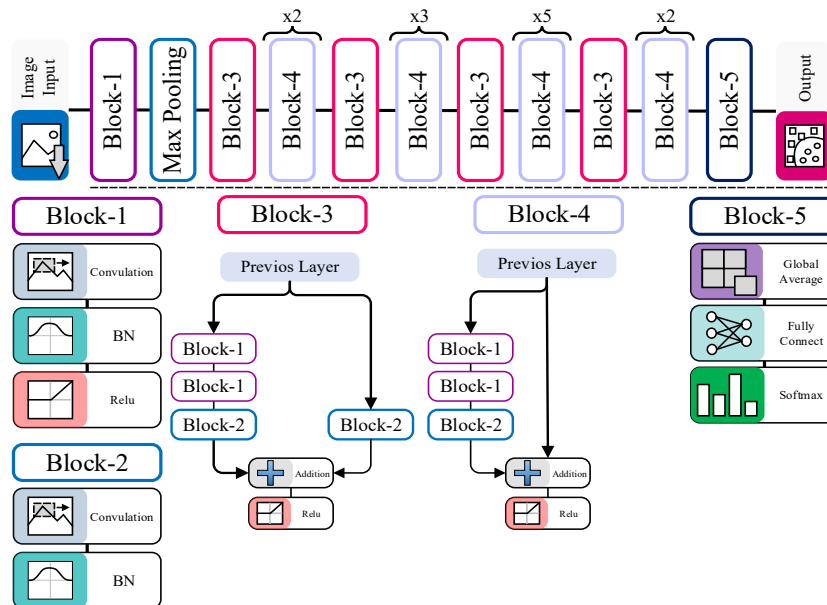 x2
x3
x5
x2
Image
Input
Block-1
Max Pooling
Block-3
Block-4
Block-3
Block-4
Block-3
Block-4
Block-3
Block-4
Block-5
Output
Block-1
Convulation
BN
Relu
Block-2
Convulation
BN
Block-3
Previos Layer
Block-1
Block-1
Block-2
Block-2
Addition
Relu
Block-4
Previos Layer
Block-1
Block-1
Block-2
Addition
Relu
Block-5
Global
Average
Fully
Connect
Softmax